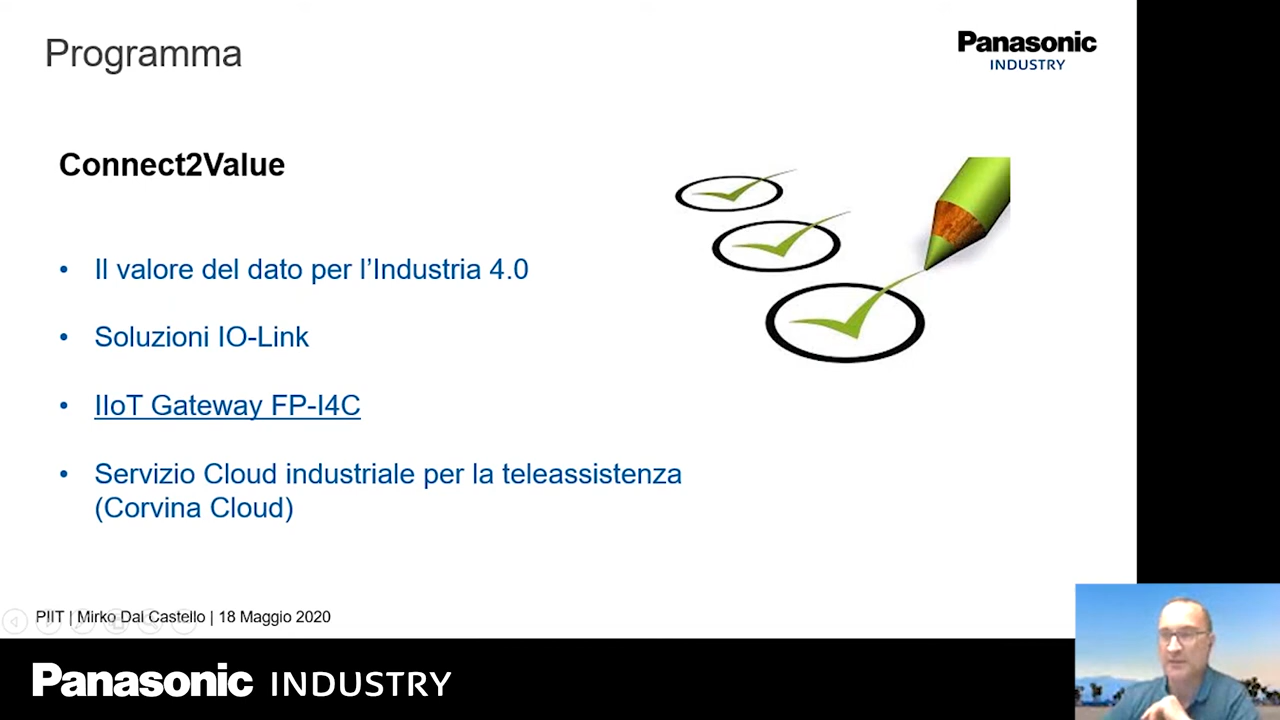 Programma
Panasonic
INDUSTRY
Connect2Value
• Il valore del dato per l’Industria 4.0
• Soluzioni IO-Link
• IIoT Gateway FP-I4C
• Servizio Cloud industriale per la teleassistenza
(Corvina Cloud)
PIIT | Mirko Dal Castello | 18 Maggio 2020
Panasonic INDUSTRY